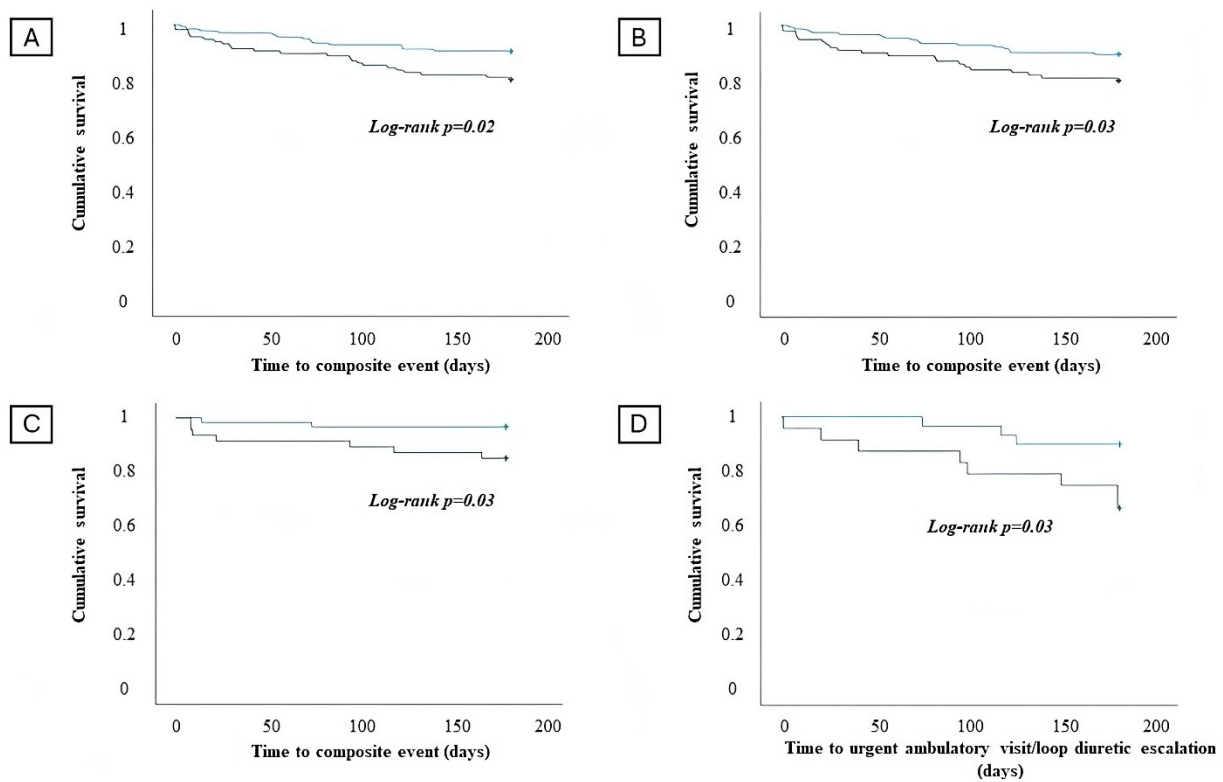 A
Cumulative survival
1
0.8
0.6
0.4
0.2
0
Log-rank p=0.02
0 50 100 150 200
Time to composite event (days)
B
Cumulative survival
1
0.8
0.6
0.4
0.2
0
Log-rank p=0.03
0 50 100 150 200
Time to composite event (days)
C
Cumulative survival
1
0.8
0.6
0.4
0.2
0
Log-rank p=0.03
0 50 100 150 200
Time to composite event (days)
D
Cumulative survival
1
0.8
0.6
0.4
0.2
0
Log-rank p=0.03
0 50 100 150 200
Time to urgent ambulatory visit/loop diuretic escalation
(days)